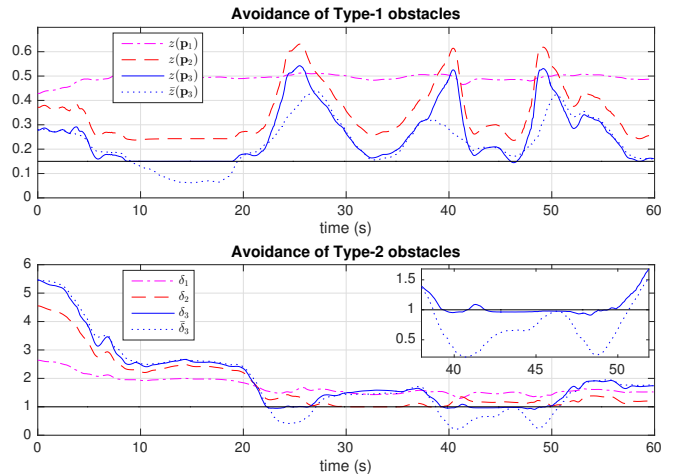 Avoidance of Type-1 obstacles
0.6
0.5
0.4
0.3
0.2
0.1
0
z(p₁)
z(p₂)
z(p₃)
z̄(p₃)
0 10 20 30 40 50 60
time (s)
Avoidance of Type-2 obstacles
6
5
4
3
2
1
0
δ₁
δ₂
δ₃
δ̄₃
1.5
1
0.5
40 45 50
0 10 20 30 40 50 60
time (s)